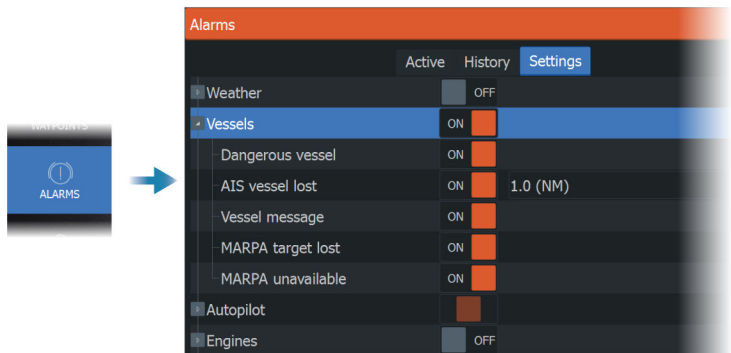 Alarms
Active History Settings
Weather OFF
Vessels ON
Dangerous vessel ON
AIS vessel lost ON 1.0 (NM)
Vessel message ON
MARPA target lost ON
MARPA unavailable ON
Autopilot
Engines OFF
WAYPOINTS
ALARMS